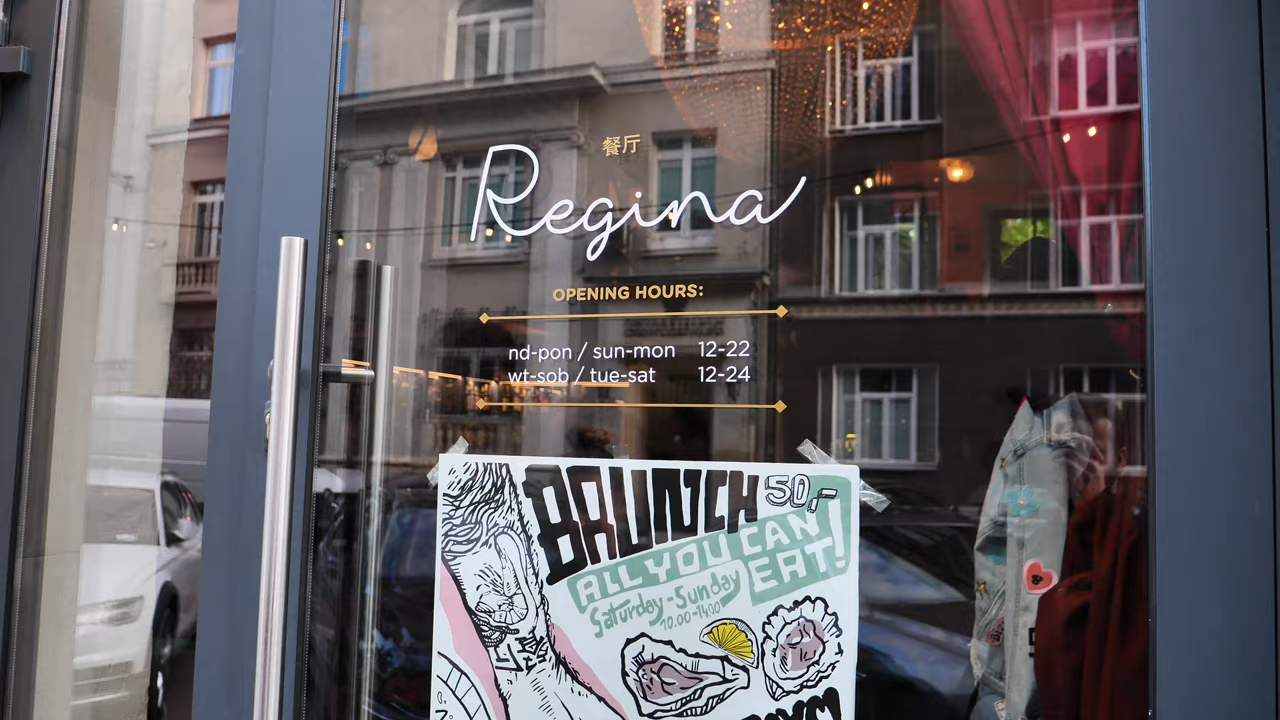 餐厅
Regina
OPENING HOURS:
nd-pon / sun-mon 12-22
wt-sob / tue-sat 12-24
BRUNCH 50,-
ALL YOU CAN
EAT!
Saturday-Sunday
10.00-14.00